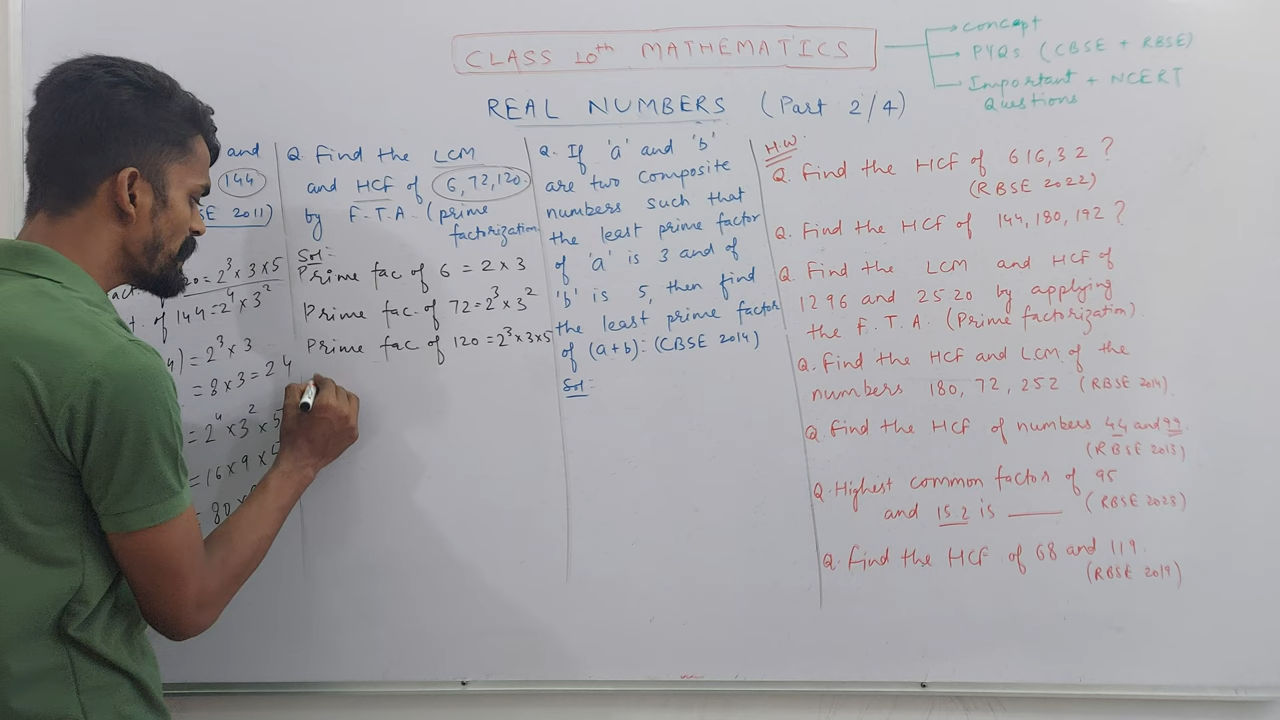 CLASS 10th MATHEMATICS
concept
PYQs (CBSE + RBSE)
Important + NCERT
Questions
REAL NUMBERS (Part 2/4)
and
144
SE 2011)
20 = 2³ × 3 × 5
t. of 144 = 2⁴ × 3²
4) = 2³ × 3
= 8 × 3 = 24
= 2⁴ × 3² × 5
= 16 × 9 × 5
= 80 ×
Q. Find the LCM
and HCF of 6, 72, 120.
by F.T.A. (prime
factorization
Sol:
Prime fac of 6 = 2 × 3
Prime fac. of 72 = 2³ × 3²
Prime fac of 120 = 2³ × 3 × 5
Q. If 'a' and 'b'
are two composite
numbers such that
the least prime factor
of 'a' is 3 and of
'b' is 5, then find
the least prime factor
of (a+b): (CBSE 2014)
Sol:
H.W
Q. Find the HCF of 616, 32 ?
(RBSE 2022)
Q. Find the HCF of 144, 180, 192 ?
Q. Find the LCM and HCF of
1296 and 2520 by applying
the F.T.A. (Prime factorization).
Q. Find the HCF and LCM of the
numbers 180, 72, 252 (RBSE 2014)
Q. Find the HCF of numbers 44 and 99.
(RBSE 2015)
Q. Highest common factor of 95
and 152 is ____ (RBSE 2023)
Q. Find the HCF of 68 and 119.
(RBSE 2019)